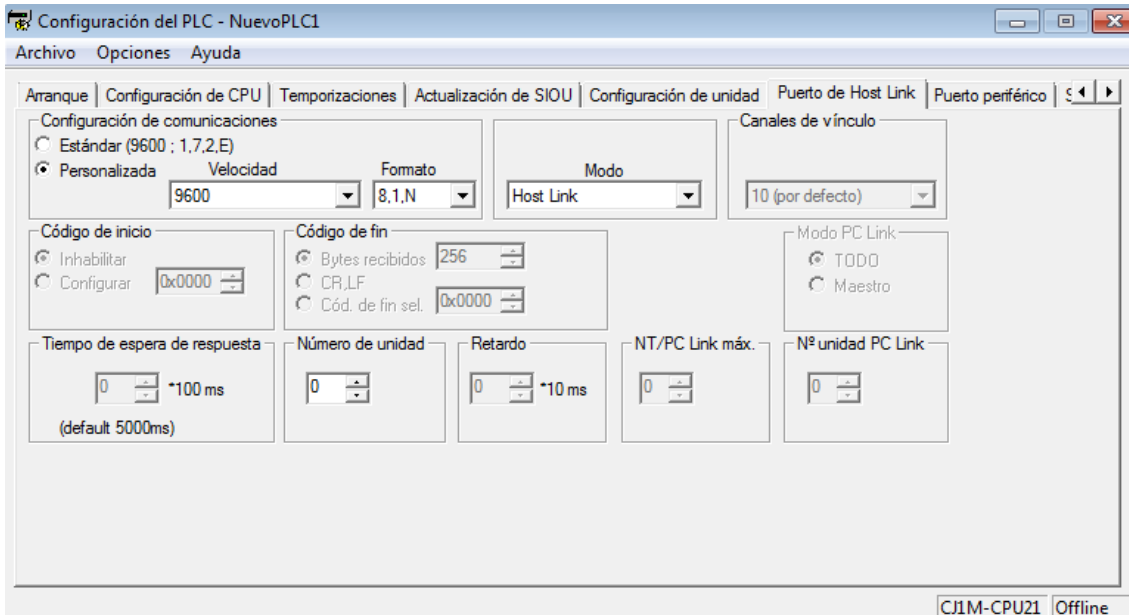 Configuración del PLC - NuevoPLC1
Archivo Opciones Ayuda
Arranque Configuración de CPU Temporizaciones Actualización de SIOU Configuración de unidad Puerto de Host Link Puerto periférico
Configuración de comunicaciones
Estándar (9600 ; 1,7,2,E)
Personalizada
Velocidad
9600
Formato
8,1,N
Modo
Host Link
Canales de vínculo
10 (por defecto)
Código de inicio
Inhabilitar
Configurar 0x0000
Código de fin
Bytes recibidos 256
CR,LF
Cód. de fin sel. 0x0000
Modo PC Link
TODO
Maestro
Tiempo de espera de respuesta
0 *100 ms
(default 5000ms)
Número de unidad
0
Retardo
0 *10 ms
NT/PC Link máx.
0
Nº unidad PC Link
0
CJ1M-CPU21 Offline